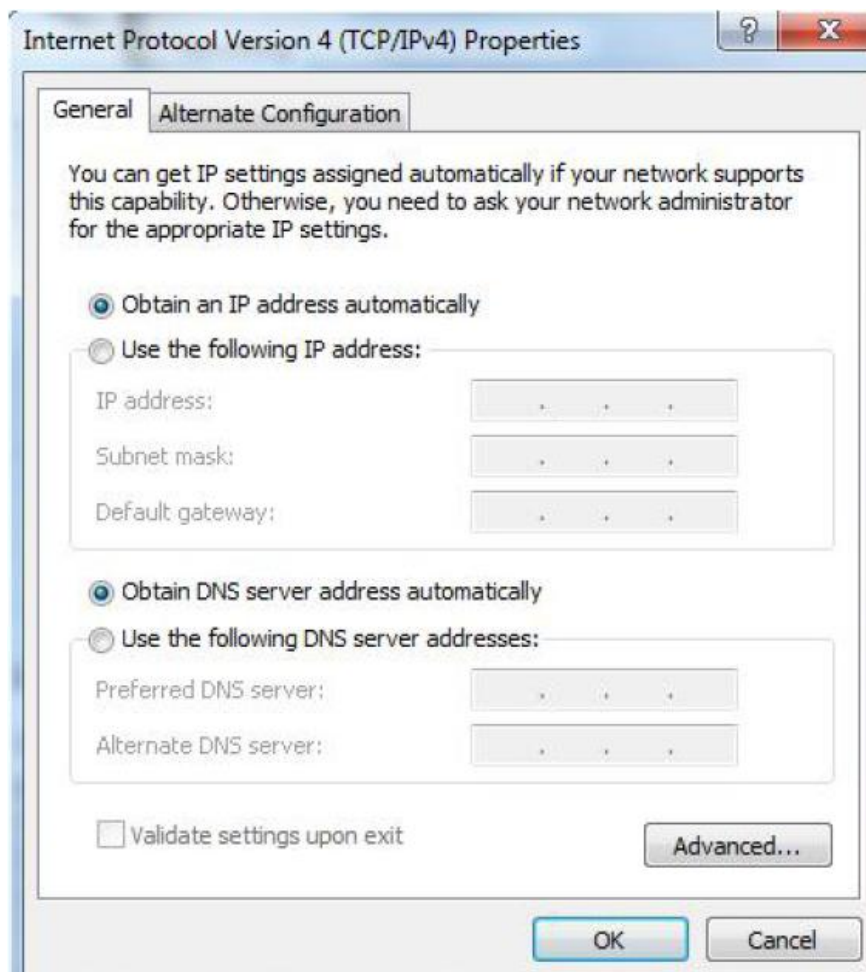 Internet Protocol Version 4 (TCP/IPv4) Properties
General
Alternate Configuration
You can get IP settings assigned automatically if your network supports
this capability. Otherwise, you need to ask your network administrator
for the appropriate IP settings.
Obtain an IP address automatically
Use the following IP address:
IP address:
Subnet mask:
Default gateway:
Obtain DNS server address automatically
Use the following DNS server addresses:
Preferred DNS server:
Alternate DNS server:
Validate settings upon exit
Advanced...
OK
Cancel